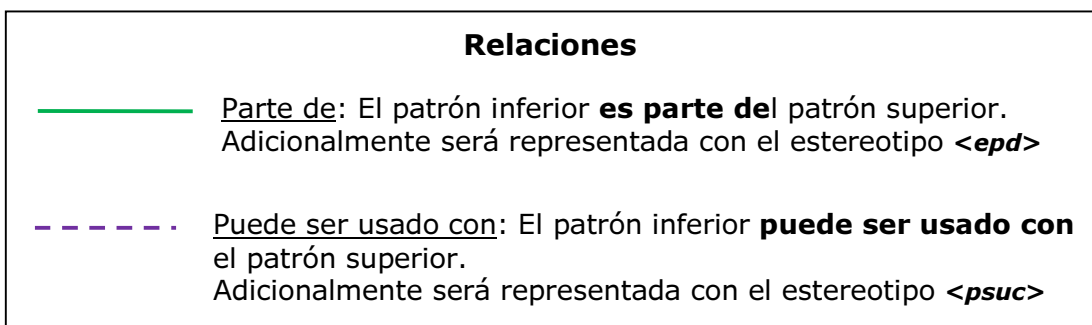 Relaciones
Parte de: El patrón inferior es parte del patrón superior.
Adicionalmente será representada con el estereotipo <epd>
Puede ser usado con: El patrón inferior puede ser usado con
el patrón superior.
Adicionalmente será representada con el estereotipo <psuc>